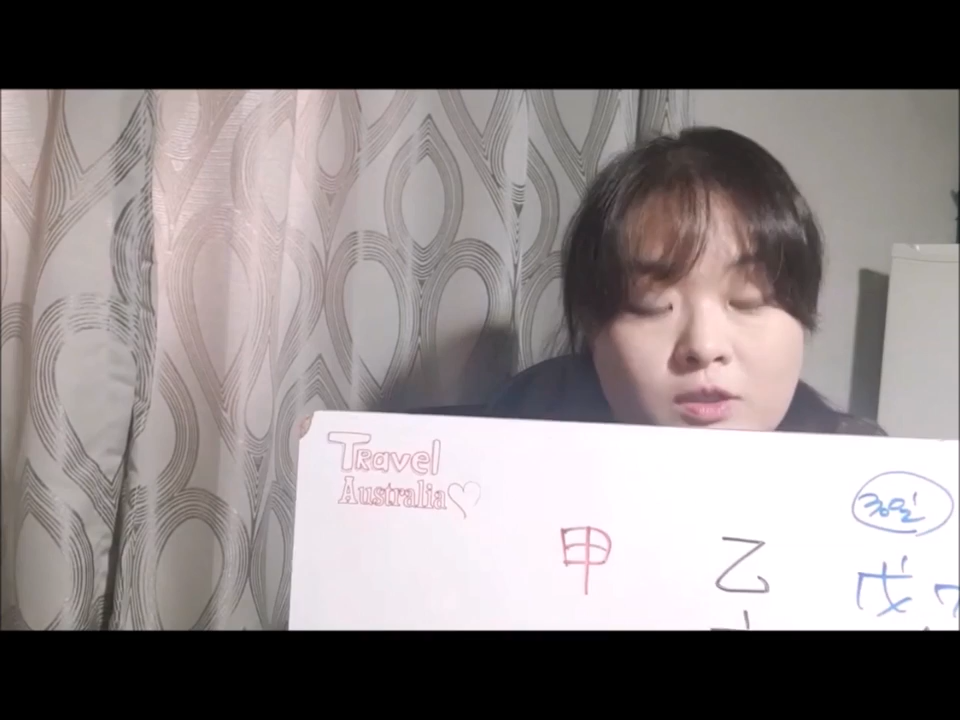 Travel
Australia♡
甲 乙 戊